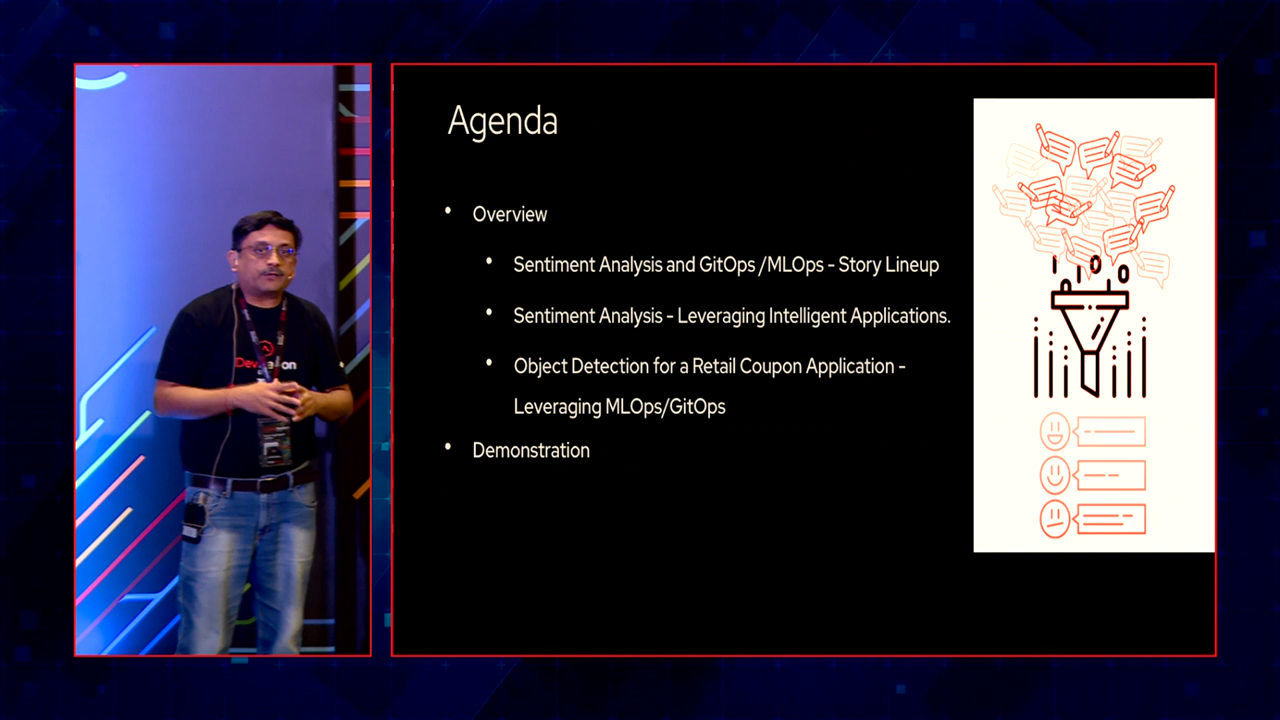 Agenda
• Overview
• Sentiment Analysis and GitOps /MLOps - Story Lineup
• Sentiment Analysis - Leveraging Intelligent Applications.
• Object Detection for a Retail Coupon Application -
Leveraging MLOps/GitOps
• Demonstration